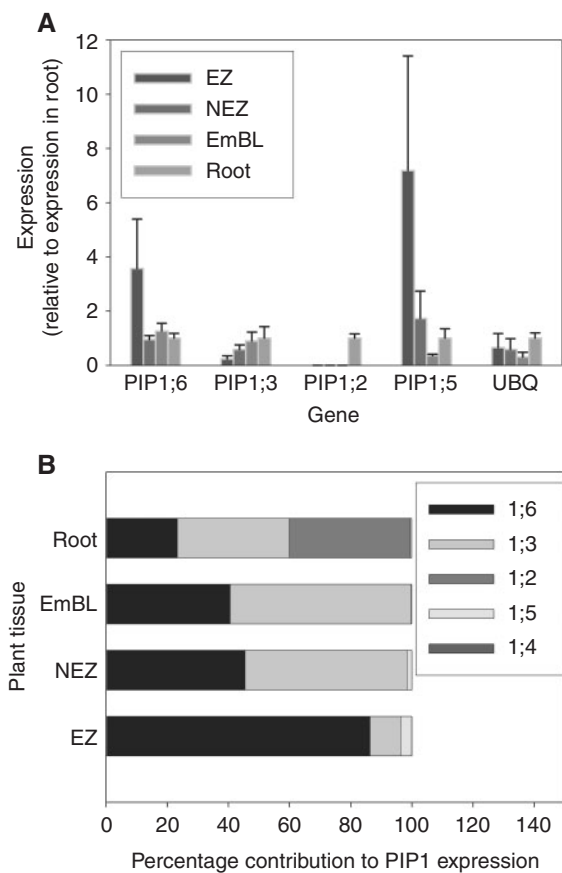 A
12
10
8
6
4
2
0
Expression
(relative to expression in root)
EZ
NEZ
EmBL
Root
PIP1;6
PIP1;3
PIP1;2
PIP1;5
UBQ
Gene
B
Plant tissue
Root
EmBL
NEZ
EZ
1;6
1;3
1;2
1;5
1;4
0
20
40
60
80
100
120
140
Percentage contribution to PIP1 expression